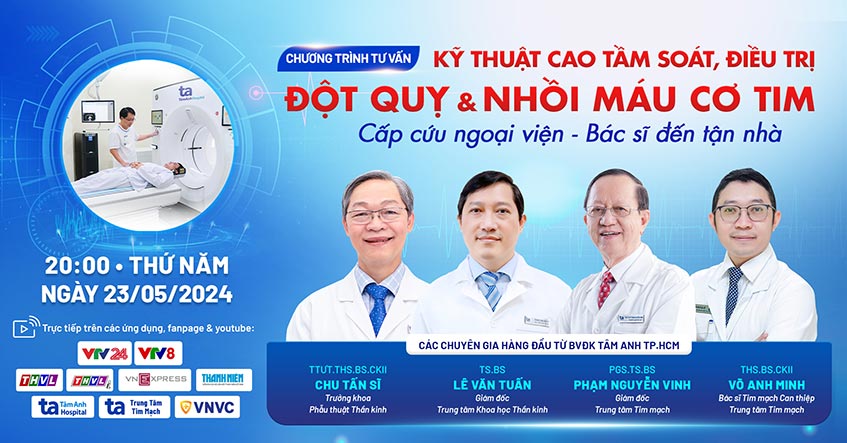 CHƯƠNG TRÌNH TƯ VẤN
KỸ THUẬT CAO TẦM SOÁT, ĐIỀU TRỊ
ĐỘT QUỴ & NHỒI MÁU CƠ TIM
Cấp cứu ngoại viện - Bác sĩ đến tận nhà
ta
TÂM ANH Hospital
20:00 • THỨ NĂM
NGÀY 23/05/2024
Trực tiếp trên các ứng dụng, fanpage & youtube:
VTV24
VTV8
THVL
THVLi
VNEXPRESS
THANH NIÊN
ta Tâm Anh Hospital
ta Trung Tâm Tim Mạch
VNVC
CÁC CHUYÊN GIA HÀNG ĐẦU TỪ BVĐK TÂM ANH TP.HCM
TTUT.THS.BS.CKII
CHU TẤN SĨ
Trưởng khoa
Phẫu thuật Thần kinh
TS.BS
LÊ VĂN TUẤN
Giám đốc
Trung tâm Khoa học Thần kinh
PGS.TS.BS
PHẠM NGUYỄN VINH
Giám đốc
Trung tâm Tim mạch
THS.BS.CKII
VÕ ANH MINH
Bác sĩ Tim mạch Can thiệp
Trung tâm Tim mạch